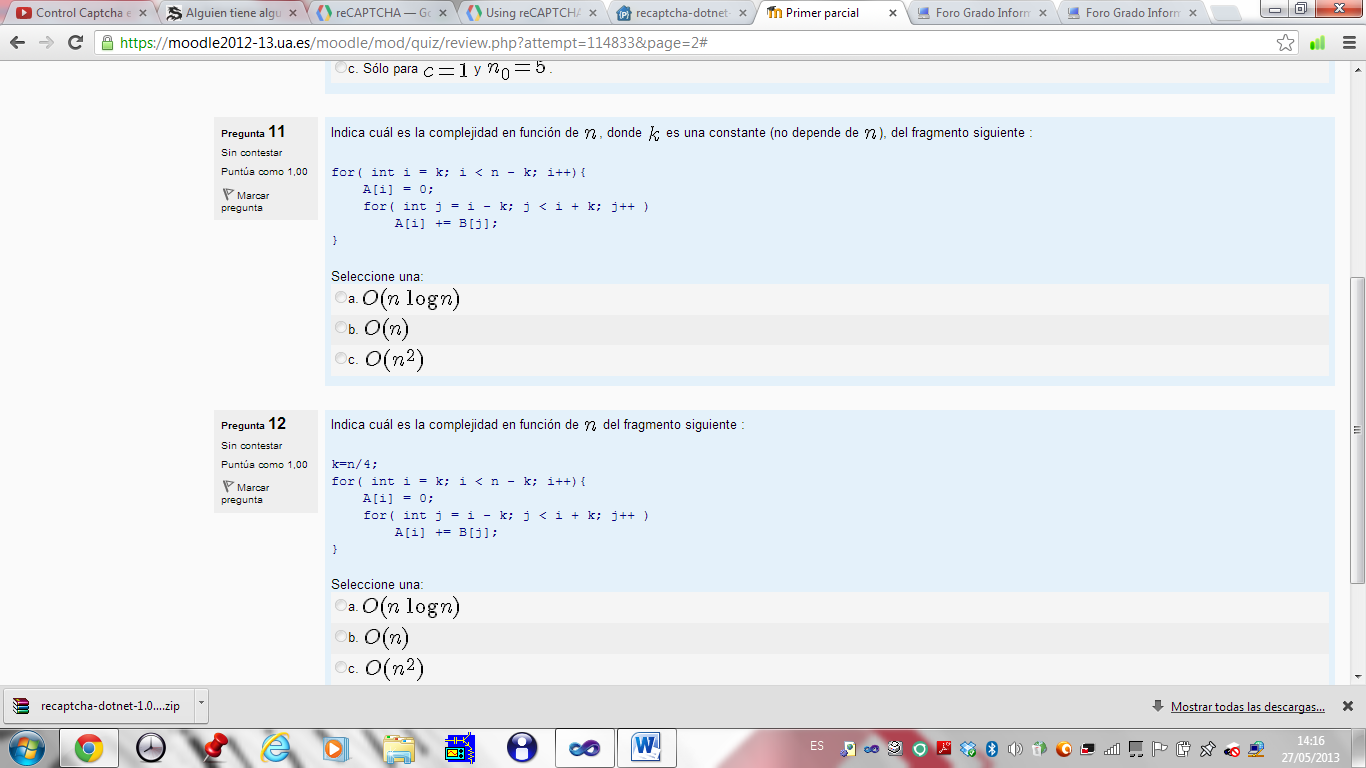 Control Captcha e
Alguien tiene algu
reCAPTCHA — Go
Using reCAPTCHA
recaptcha-dotnet-
Primer parcial
Foro Grado Inform
Foro Grado Inform
https://moodle2012-13.ua.es/moodle/mod/quiz/review.php?attempt=114833&page=2#
c. Sólo para c = 1 y n₀ = 5 .
Pregunta 11
Sin contestar
Puntúa como 1,00
Marcar
pregunta
Indica cuál es la complejidad en función de n , donde k es una constante (no depende de n ), del fragmento siguiente :
for( int i = k; i < n - k; i++){
A[i] = 0;
for( int j = i - k; j < i + k; j++ )
A[i] += B[j];
}
Seleccione una:
a. O(n log n)
b. O(n)
c. O(n²)
Pregunta 12
Sin contestar
Puntúa como 1,00
Marcar
pregunta
Indica cuál es la complejidad en función de n del fragmento siguiente :
k=n/4;
for( int i = k; i < n - k; i++){
A[i] = 0;
for( int j = i - k; j < i + k; j++ )
A[i] += B[j];
}
Seleccione una:
a. O(n log n)
b. O(n)
c. O(n²)
recaptcha-dotnet-1.0....zip
Mostrar todas las descargas...
ES
14:16
27/05/2013